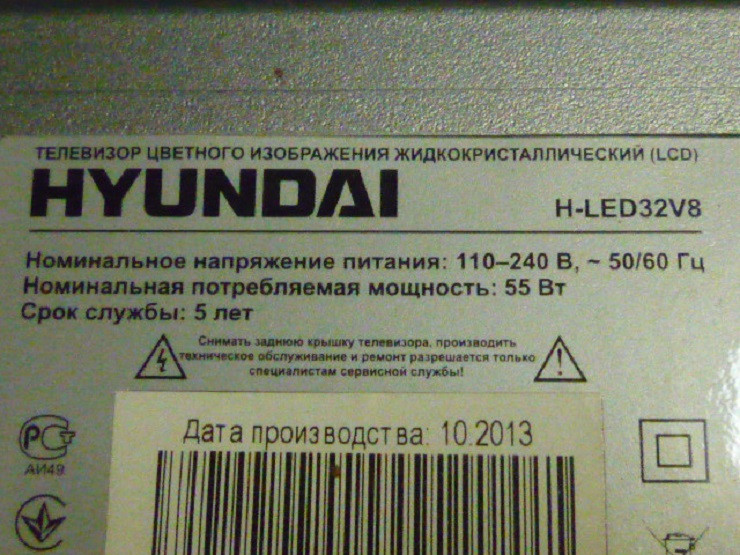 ТЕЛЕВИЗОР ЦВЕТНОГО ИЗОБРАЖЕНИЯ ЖИДКОКРИСТАЛЛИЧЕСКИЙ (LCD)
HYUNDAI H-LED32V8
Номинальное напряжение питания: 110–240 В, ~ 50/60 Гц
Номинальная потребляемая мощность: 55 Вт
Срок службы: 5 лет
Снимать заднюю крышку телевизора, производить
техническое обслуживание и ремонт разрешается только
специалистам сервисной службы!
Дата производства: 10.2013
РСТ
АИ49